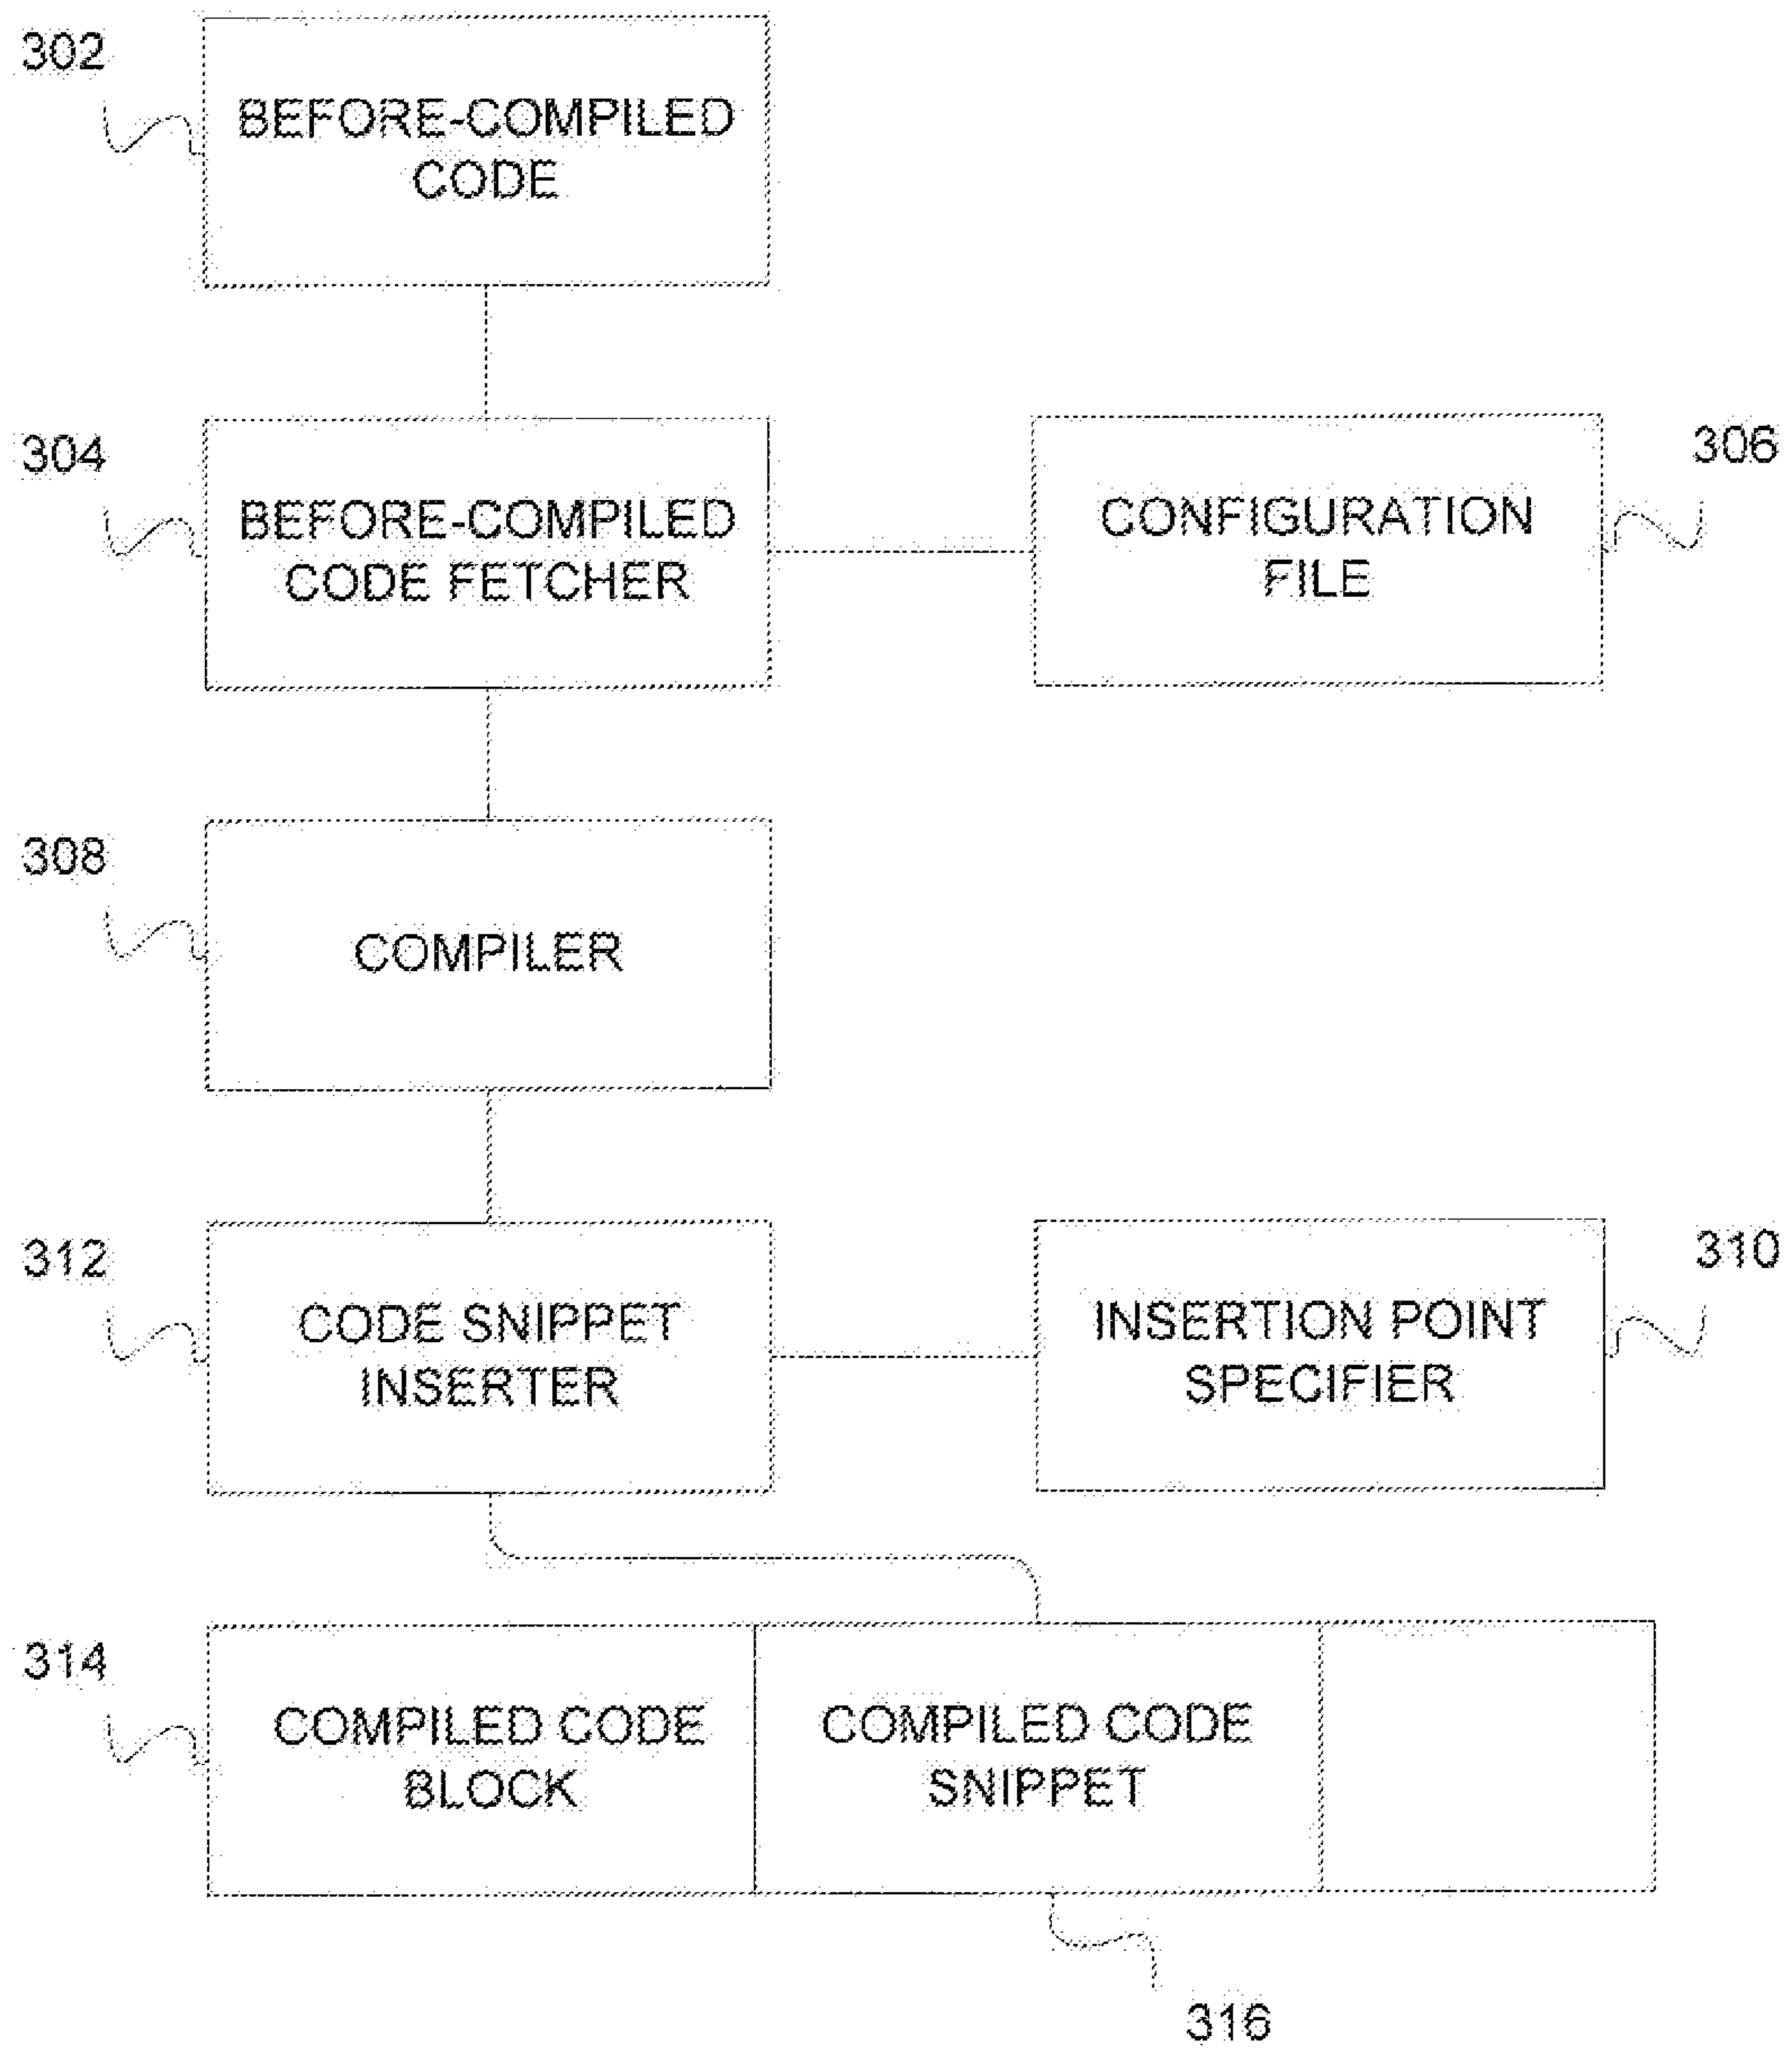 302
BEFORE-COMPILED
CODE
304
BEFORE-COMPILED
CODE FETCHER
CONFIGURATION
FILE
306
308
COMPILER
312
CODE SNIPPET
INSERTER
INSERTION POINT
SPECIFIER
310
314
COMPILED CODE
BLOCK
COMPILED CODE
SNIPPET
316